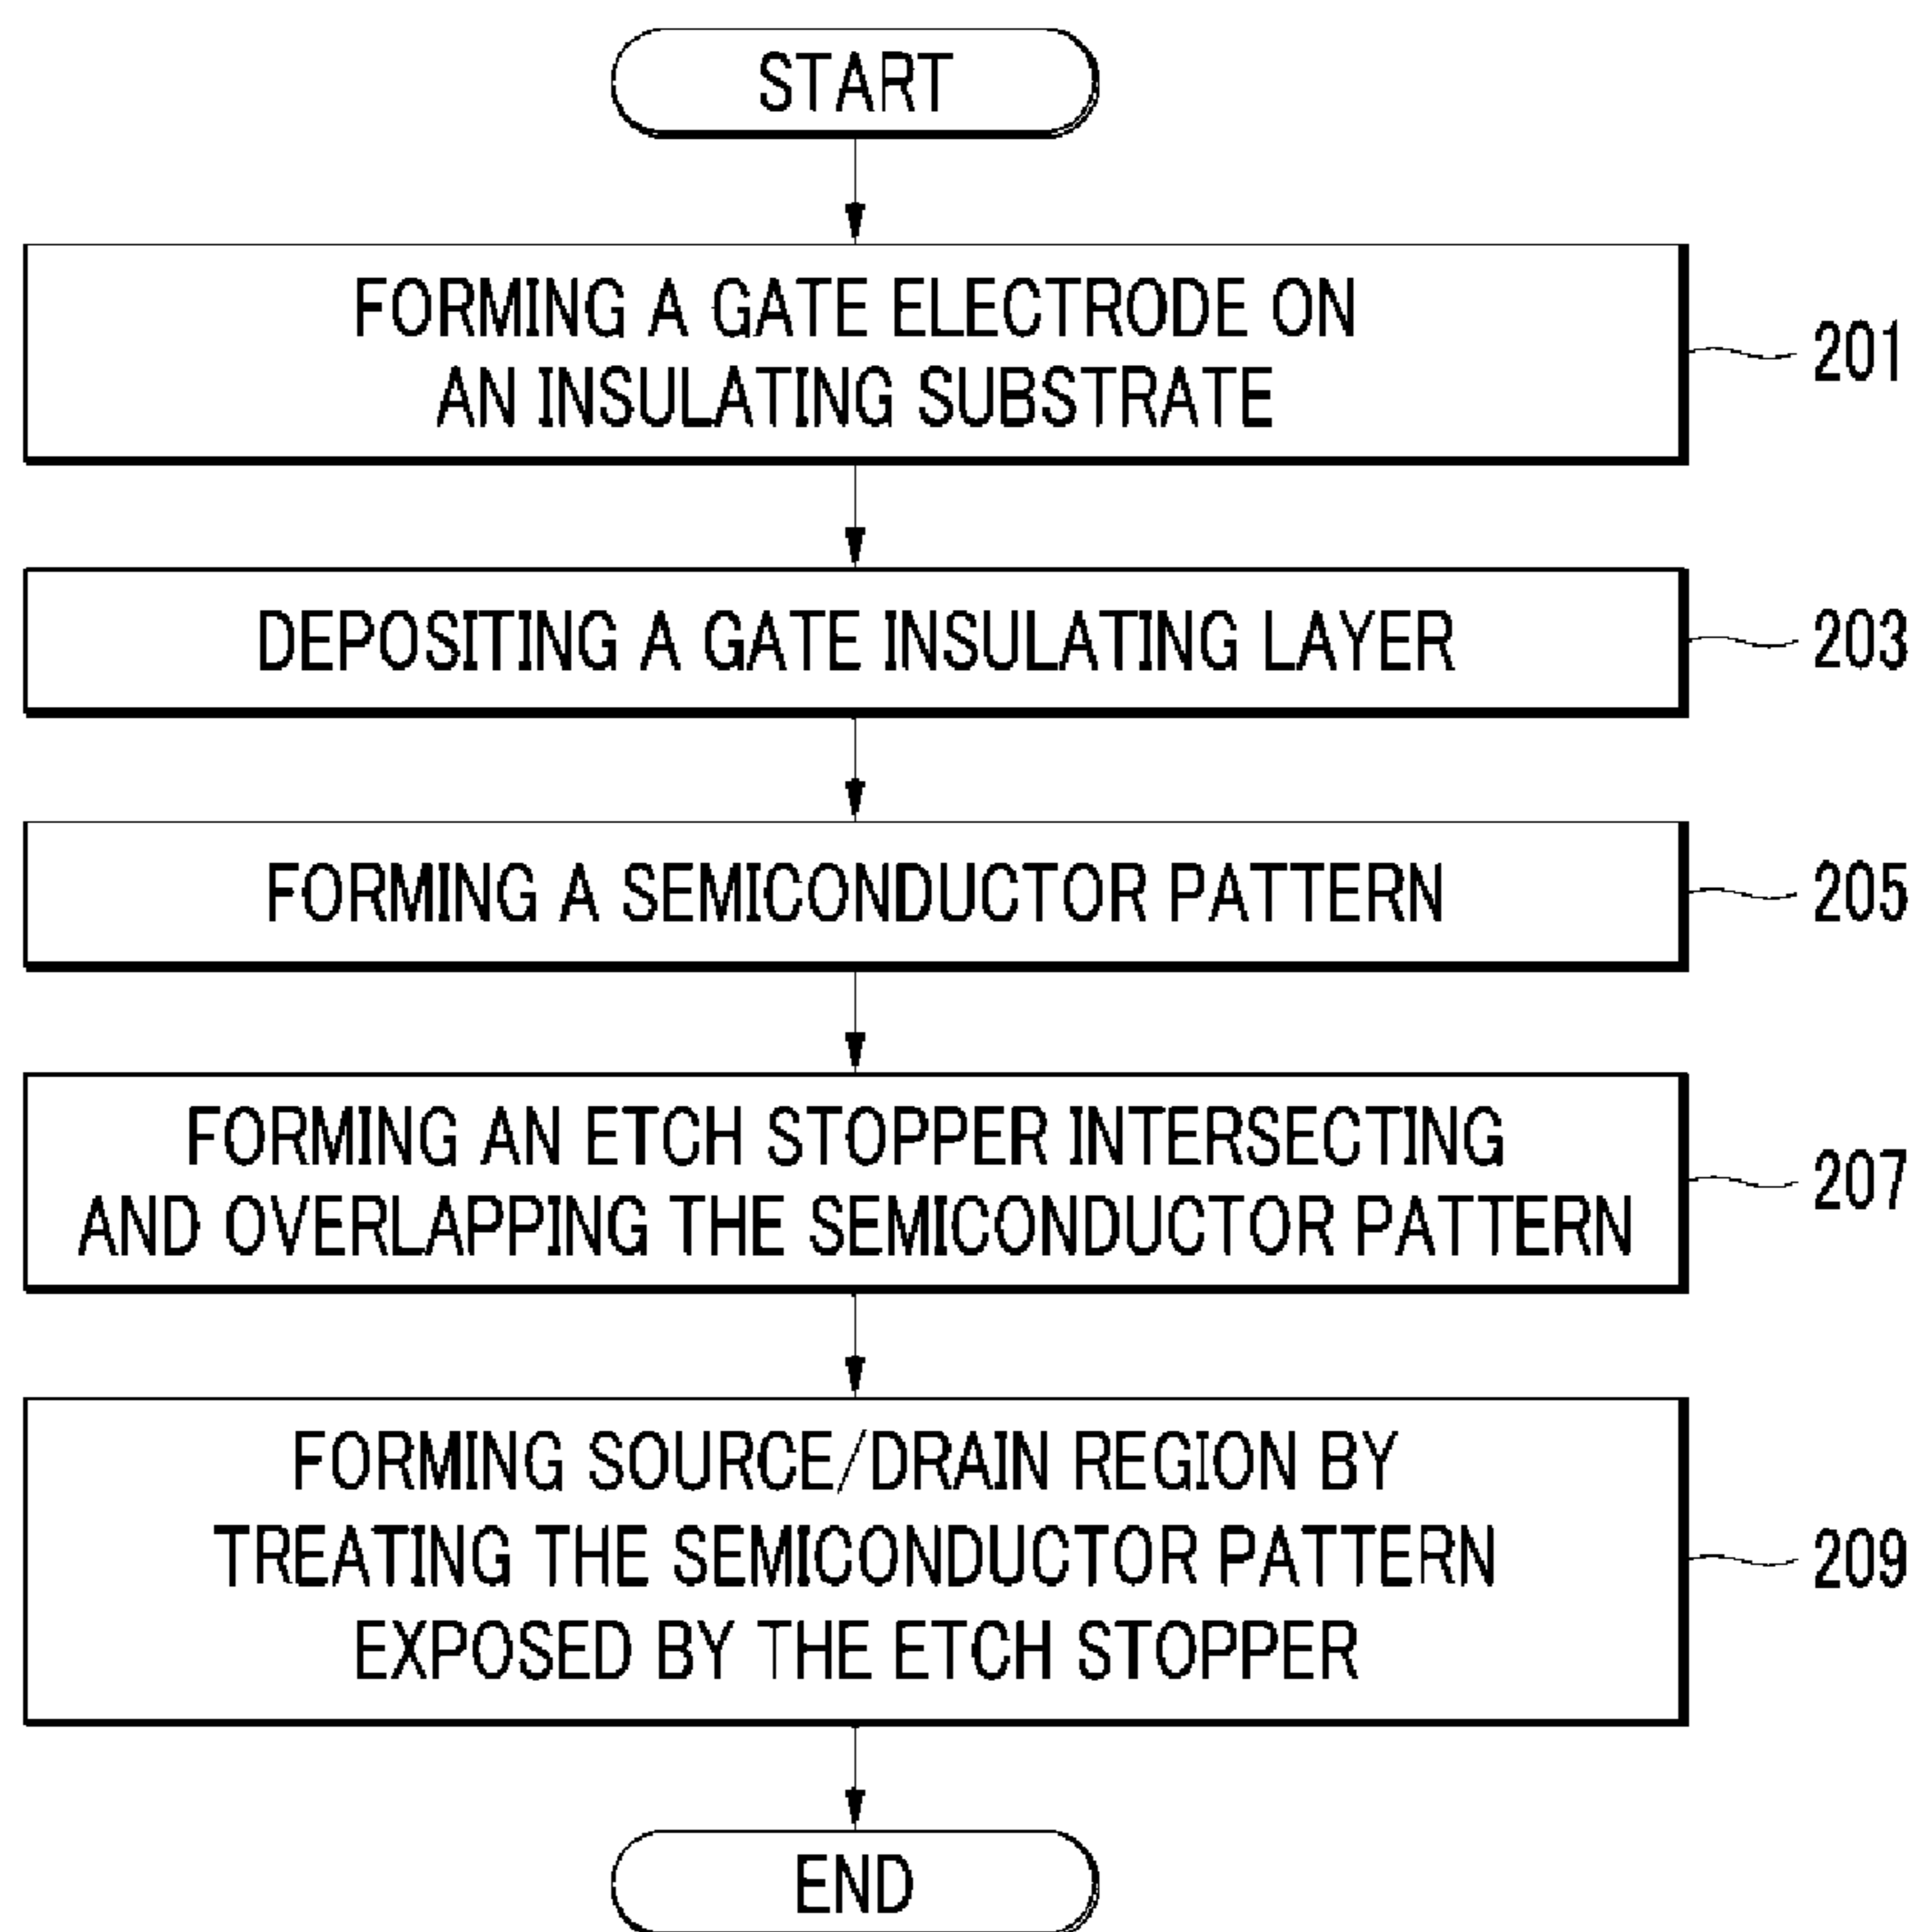 START
FORMING A GATE ELECTRODE ON
AN INSULATING SUBSTRATE
201
DEPOSITING A GATE INSULATING LAYER
203
FORMING A SEMICONDUCTOR PATTERN
205
FORMING AN ETCH STOPPER INTERSECTING
AND OVERLAPPING THE SEMICONDUCTOR PATTERN
207
FORMING SOURCE/DRAIN REGION BY
TREATING THE SEMICONDUCTOR PATTERN
EXPOSED BY THE ETCH STOPPER
209
END